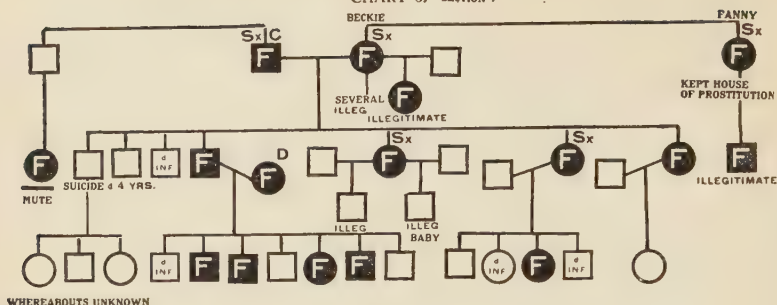 CHART
BECKIE
FANNY
Sx C
Sx
Sx
F
F
F
KEPT HOUSE
OF PROSTITUTION
SEVERAL
ILLEG
F
ILLEGITIMATE
Sx
Sx
D
F
MUTE
SUICIDE
d 4 YRS.
d
INF
F
F
F
F
F
F
ILLEGITIMATE
ILLEG
ILLEG
BABY
d
INF
F
F
F
F
d
INF
F
d
INF
WHEREABOUTS UNKNOWN